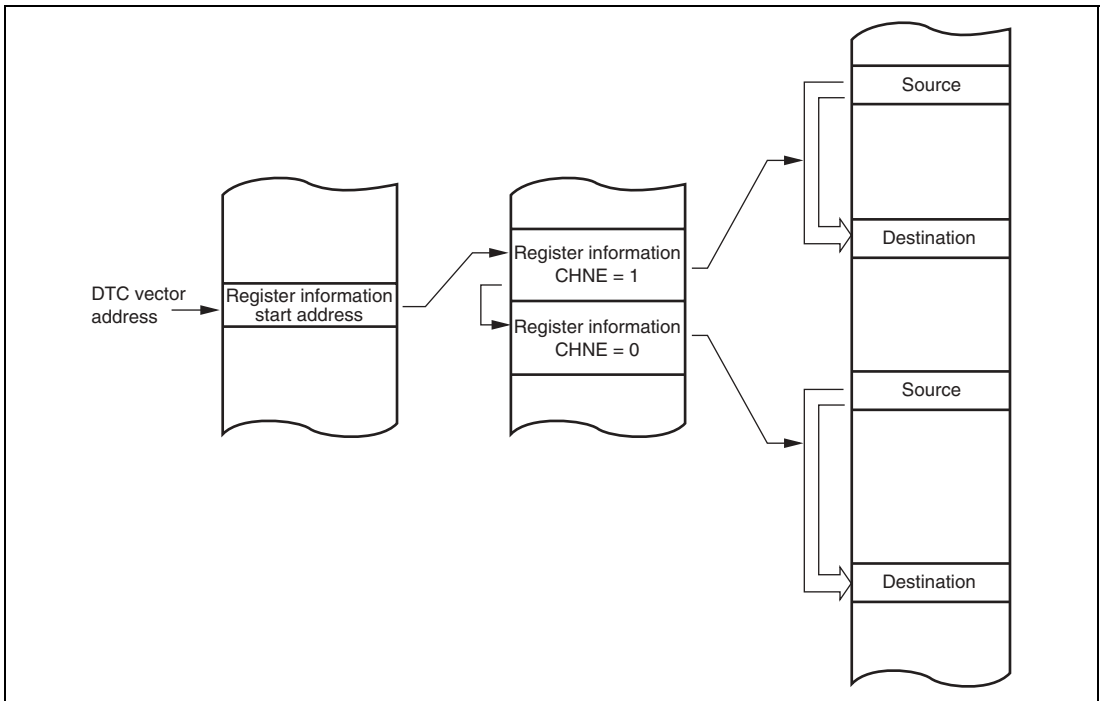 DTC vector
address
Register information
start address
Register information
CHNE = 1
Register information
CHNE = 0
Source
Destination
Source
Destination